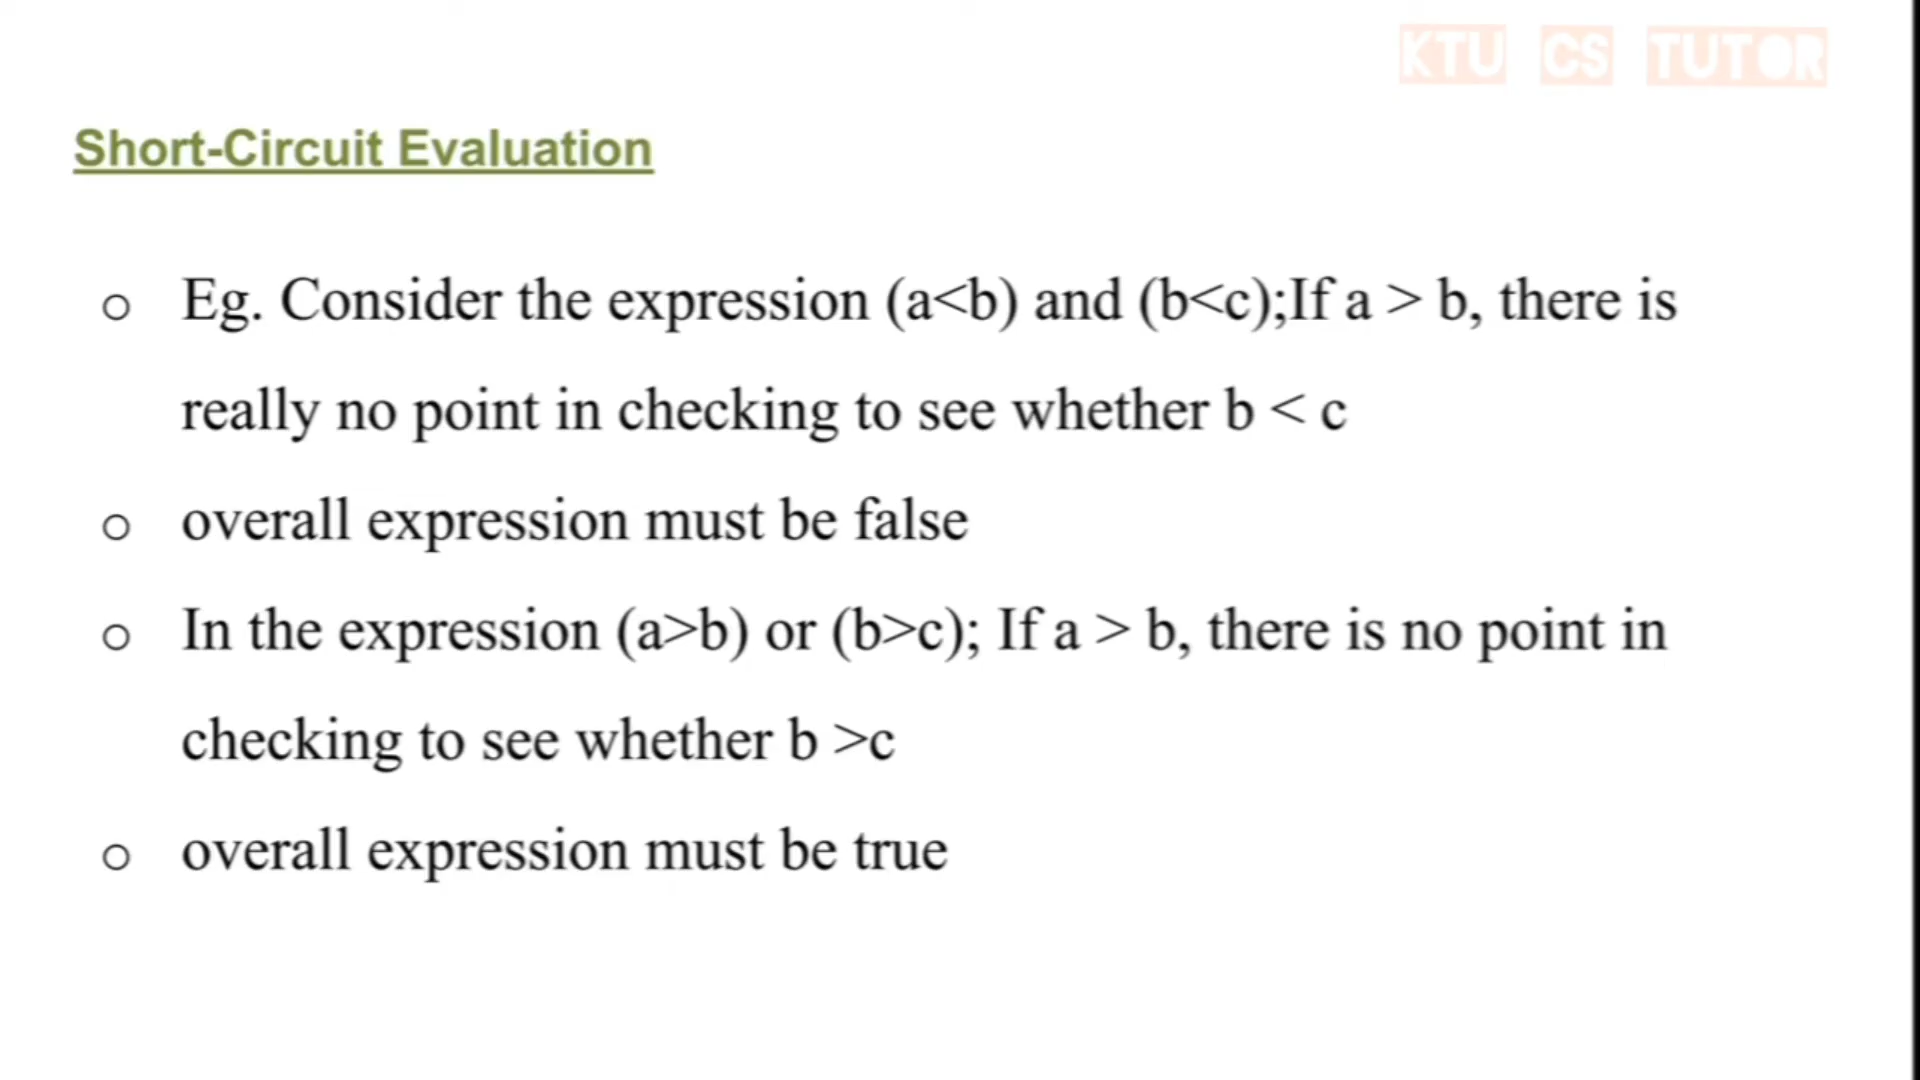 KTU CS TUTOR
Short-Circuit Evaluation
o Eg. Consider the expression (a<b) and (b<c);If a > b, there is
really no point in checking to see whether b < c
o overall expression must be false
o In the expression (a>b) or (b>c); If a > b, there is no point in
checking to see whether b >c
o overall expression must be true